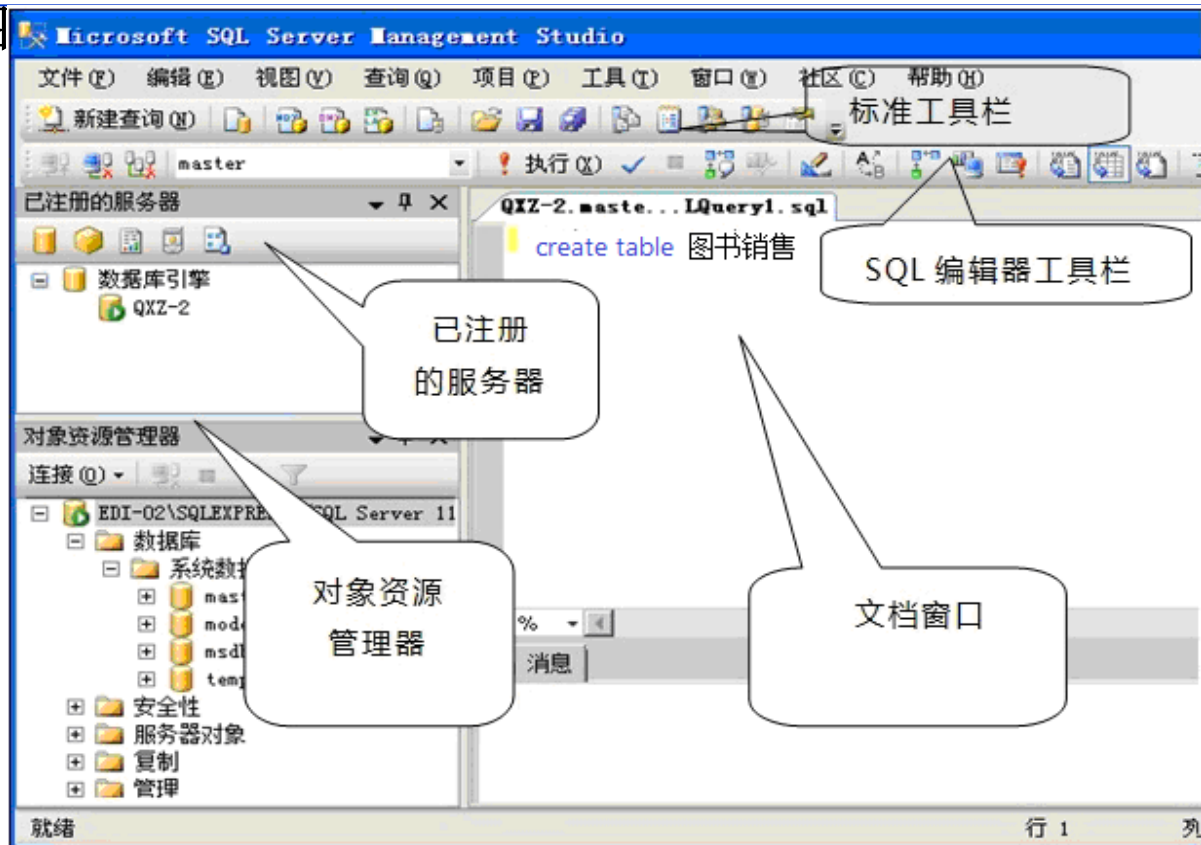 Microsoft SQL Server Management Studio
文件(F) 编辑(E) 视图(V) 查询(Q) 项目(P) 工具(T) 窗口(W) 社区(C) 帮助(H)
标准工具栏
新建查询(N)
master
执行(X)
已注册的服务器
QXZ-2.maste...LQuery1.sql
create table 图书销售
SQL 编辑器工具栏
数据库引擎
QXZ-2
已注册
的服务器
对象资源管理器
连接(O)
EDI-02\SQLEXPRE SQL Server 11
数据库
系统数
mast
mode
msdb
temp
安全性
服务器对象
复制
管理
对象资源
管理器
文档窗口
%
消息
就绪
行 1
列